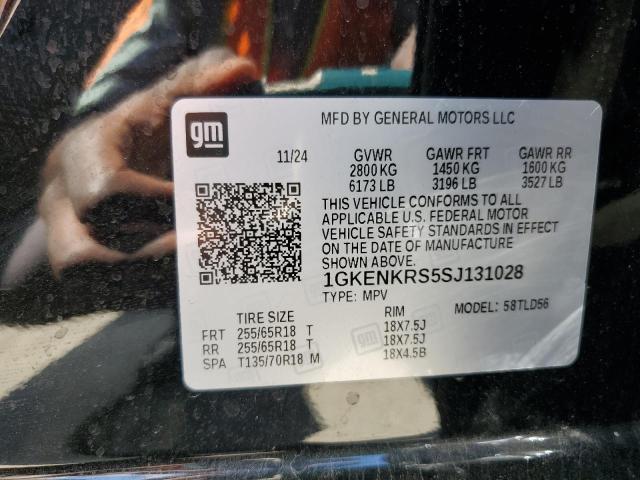 gm
MFD BY GENERAL MOTORS LLC
11/24 GVWR GAWR FRT GAWR RR
2800 KG 1450 KG 1600 KG
6173 LB 3196 LB 3527 LB
THIS VEHICLE CONFORMS TO ALL
APPLICABLE U.S. FEDERAL MOTOR
VEHICLE SAFETY STANDARDS IN EFFECT
ON THE DATE OF MANUFACTURE
SHOWN ABOVE.
1GKENKRS5SJ131028
TYPE: MPV MODEL: 58TLD56
TIRE SIZE RIM
FRT 255/65R18 T 18X7.5J
RR 255/65R18 T 18X7.5J
SPA T135/70R18 M 18X4.5B